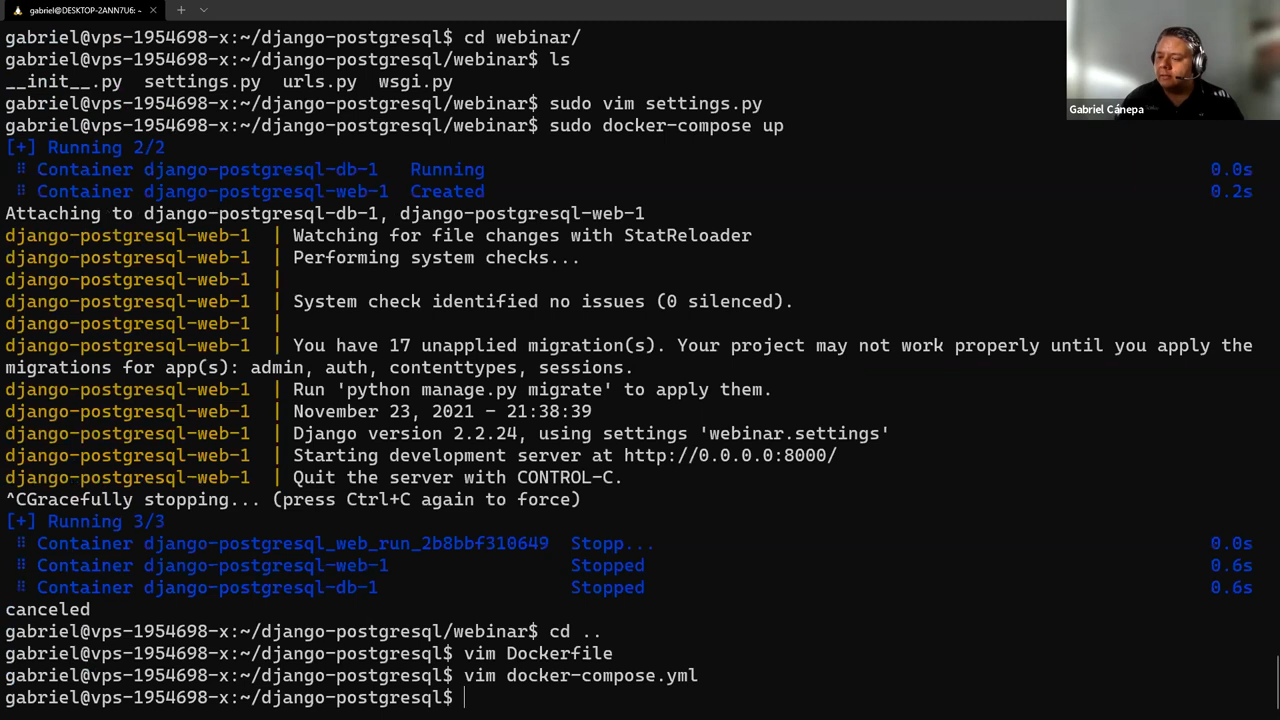 gabriel@DESKTOP-2ANN7U6: ~
gabriel@vps-1954698-x:~/django-postgresql$ cd webinar/
gabriel@vps-1954698-x:~/django-postgresql/webinar$ ls
__init__.py  settings.py  urls.py  wsgi.py
gabriel@vps-1954698-x:~/django-postgresql/webinar$ sudo vim settings.py
gabriel@vps-1954698-x:~/django-postgresql/webinar$ sudo docker-compose up
[+] Running 2/2
⠿ Container django-postgresql-db-1   Running   0.0s
⠿ Container django-postgresql-web-1  Created   0.2s
Attaching to django-postgresql-db-1, django-postgresql-web-1
django-postgresql-web-1  | Watching for file changes with StatReloader
django-postgresql-web-1  | Performing system checks...
django-postgresql-web-1  |
django-postgresql-web-1  | System check identified no issues (0 silenced).
django-postgresql-web-1  |
django-postgresql-web-1  | You have 17 unapplied migration(s). Your project may not work properly until you apply the
migrations for app(s): admin, auth, contenttypes, sessions.
django-postgresql-web-1  | Run 'python manage.py migrate' to apply them.
django-postgresql-web-1  | November 23, 2021 - 21:38:39
django-postgresql-web-1  | Django version 2.2.24, using settings 'webinar.settings'
django-postgresql-web-1  | Starting development server at http://0.0.0.0:8000/
django-postgresql-web-1  | Quit the server with CONTROL-C.
^CGracefully stopping... (press Ctrl+C again to force)
[+] Running 3/3
⠿ Container django-postgresql_web_run_2b8bbf310649  Stopp...   0.0s
⠿ Container django-postgresql-web-1                 Stopped   0.6s
⠿ Container django-postgresql-db-1                  Stopped   0.6s
canceled
gabriel@vps-1954698-x:~/django-postgresql/webinar$ cd ..
gabriel@vps-1954698-x:~/django-postgresql$ vim Dockerfile
gabriel@vps-1954698-x:~/django-postgresql$ vim docker-compose.yml
gabriel@vps-1954698-x:~/django-postgresql$
Gabriel Cánepa